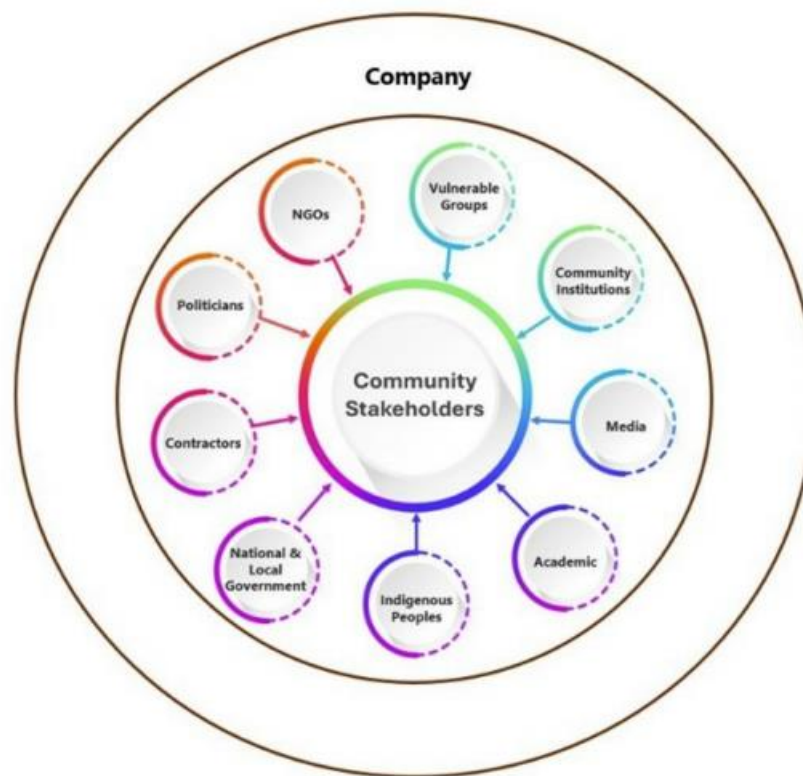 Company
NGOs
Vulnerable
Groups
Politicians
Community
Institutions
Community
Stakeholders
Contractors
Media
National &
Local
Government
Academic
Indigenous
Peoples